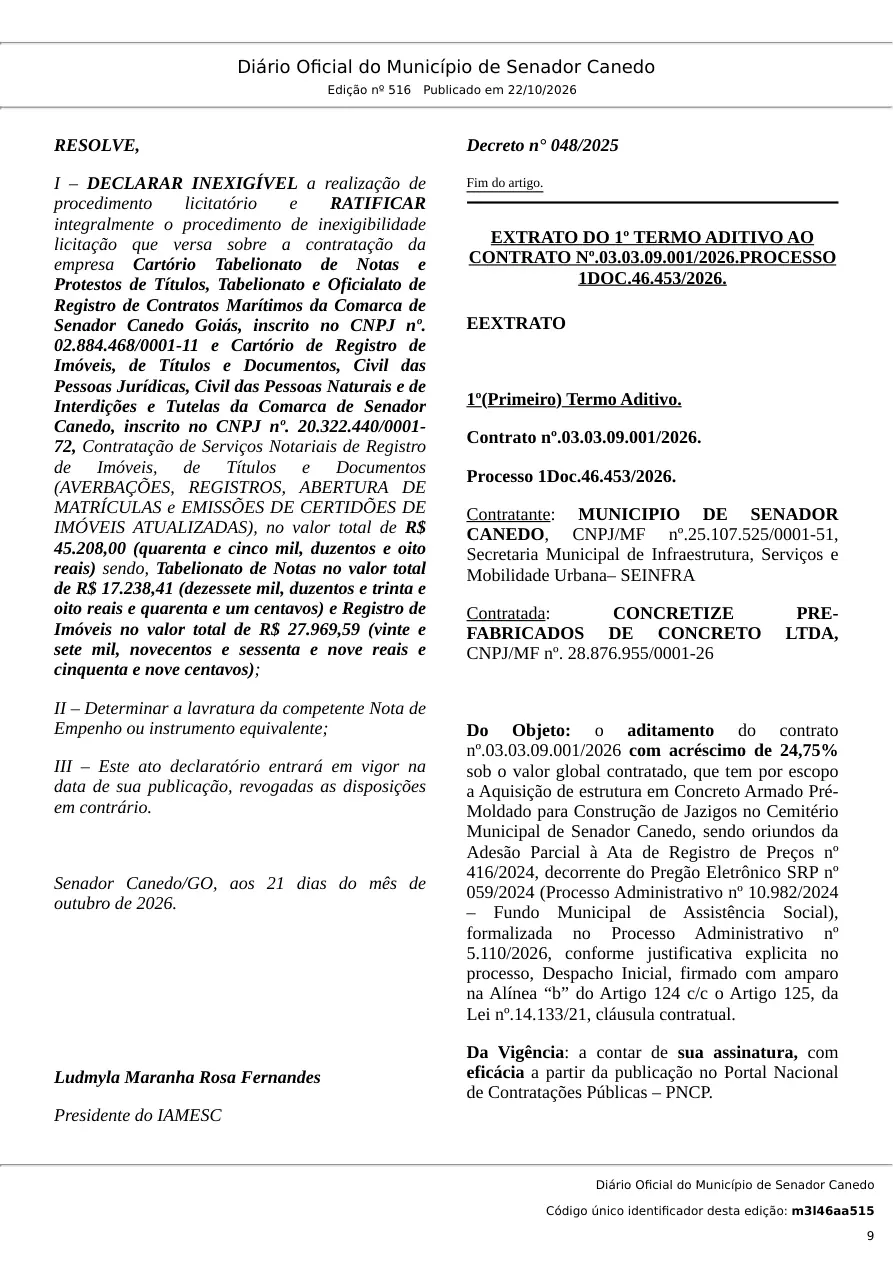 Diário Oficial do Município de Senador Canedo
Edição nº 516 Publicado em 22/10/2026
RESOLVE,
I – DECLARAR INEXIGÍVEL a realização de
procedimento licitatório e RATIFICAR
integralmente o procedimento de inexigibilidade
licitação que versa sobre a contratação da
empresa Cartório Tabelionato de Notas e
Protestos de Títulos, Tabelionato e Oficialato de
Registro de Contratos Marítimos da Comarca de
Senador Canedo Goiás, inscrito no CNPJ nº.
02.884.468/0001-11 e Cartório de Registro de
Imóveis, de Títulos e Documentos, Civil das
Pessoas Jurídicas, Civil das Pessoas Naturais e de
Interdições e Tutelas da Comarca de Senador
Canedo, inscrito no CNPJ nº. 20.322.440/0001-
72, Contratação de Serviços Notariais de Registro
de Imóveis, de Títulos e Documentos
(AVERBAÇÕES, REGISTROS, ABERTURA DE
MATRÍCULAS e EMISSÕES DE CERTIDÕES DE
IMÓVEIS ATUALIZADAS), no valor total de R$
45.208,00 (quarenta e cinco mil, duzentos e oito
reais) sendo, Tabelionato de Notas no valor total
de R$ 17.238,41 (dezessete mil, duzentos e trinta e
oito reais e quarenta e um centavos) e Registro de
Imóveis no valor total de R$ 27.969,59 (vinte e
sete mil, novecentos e sessenta e nove reais e
cinquenta e nove centavos);
II – Determinar a lavratura da competente Nota de
Empenho ou instrumento equivalente;
III – Este ato declaratório entrará em vigor na
data de sua publicação, revogadas as disposições
em contrário.
Senador Canedo/GO, aos 21 dias do mês de
outubro de 2026.
Ludmyla Maranha Rosa Fernandes
Presidente do IAMESC
Decreto n° 048/2025
Fim do artigo.
EXTRATO DO 1º TERMO ADITIVO AO
CONTRATO Nº.03.03.09.001/2026.PROCESSO
1DOC.46.453/2026.
EEXTRATO
1º(Primeiro) Termo Aditivo.
Contrato nº.03.03.09.001/2026.
Processo 1Doc.46.453/2026.
Contratante: MUNICIPIO DE SENADOR
CANEDO, CNPJ/MF nº.25.107.525/0001-51,
Secretaria Municipal de Infraestrutura, Serviços e
Mobilidade Urbana– SEINFRA
Contratada: CONCRETIZE PRE-
FABRICADOS DE CONCRETO LTDA,
CNPJ/MF nº. 28.876.955/0001-26
Do Objeto: o aditamento do contrato
nº.03.03.09.001/2026 com acréscimo de 24,75%
sob o valor global contratado, que tem por escopo
a Aquisição de estrutura em Concreto Armado Pré-
Moldado para Construção de Jazigos no Cemitério
Municipal de Senador Canedo, sendo oriundos da
Adesão Parcial à Ata de Registro de Preços nº
416/2024, decorrente do Pregão Eletrônico SRP nº
059/2024 (Processo Administrativo nº 10.982/2024
– Fundo Municipal de Assistência Social),
formalizada no Processo Administrativo nº
5.110/2026, conforme justificativa explicita no
processo, Despacho Inicial, firmado com amparo
na Alínea “b” do Artigo 124 c/c o Artigo 125, da
Lei nº.14.133/21, cláusula contratual.
Da Vigência: a contar de sua assinatura, com
eficácia a partir da publicação no Portal Nacional
de Contratações Públicas – PNCP.
Diário Oficial do Município de Senador Canedo
Código único identificador desta edição: m3l46aa515
9